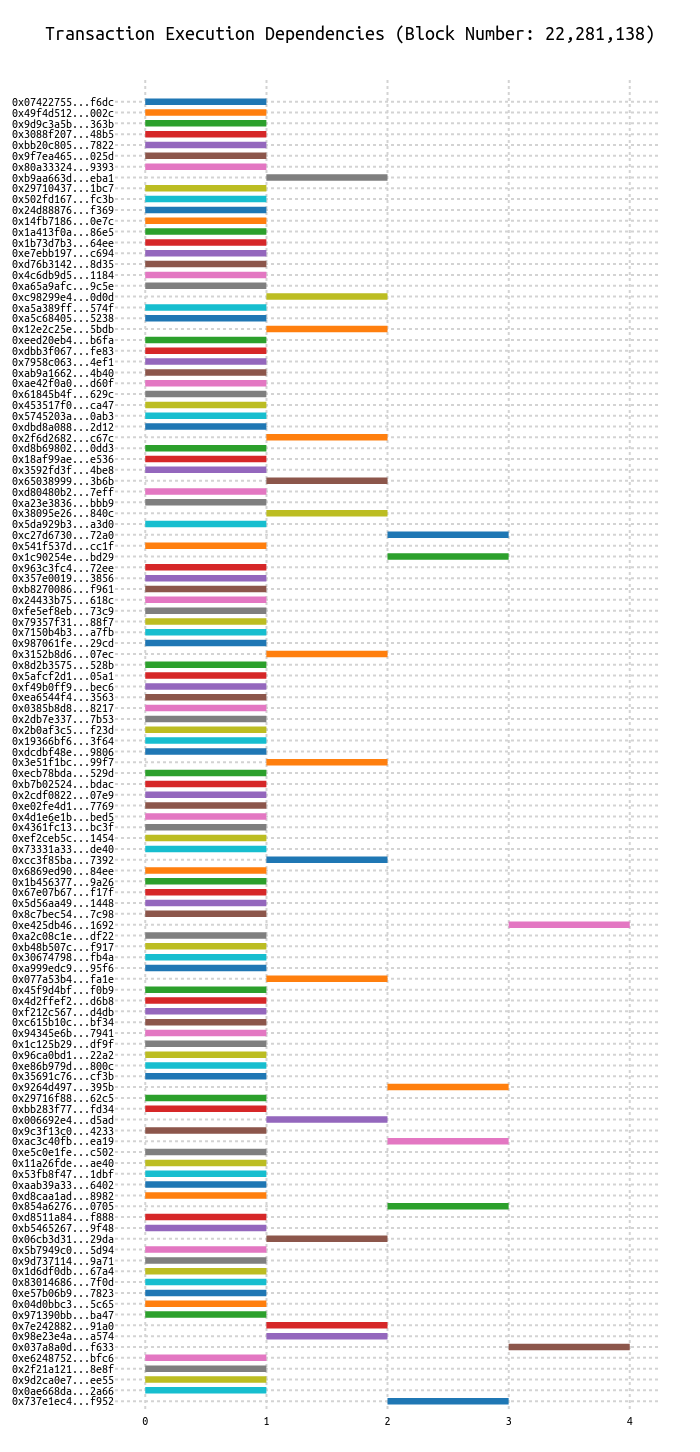 Transaction Execution Dependencies (Block Number: 22,281,138)
0x07422755...f6dc
0x49f4d512...002c
0x9d9c3a5b...363b
0x3088f207...48b5
0xbb20c805...7822
0x9f7ea465...025d
0x80a33324...9393
0xb9aa663d...eba1
0x29710437...1bc7
0x502fd167...fc3b
0x24d88876...f369
0x14fb7186...0e7c
0x1a413f0a...86e5
0x1b73d7b3...64ee
0xe7ebb197...c694
0xd76b3142...8d35
0x4c6db9d5...1184
0xa65a9afc...9c5e
0xc98299e4...0d0d
0xa5a389ff...574f
0xa5c68405...5238
0x12e2c25e...5bdb
0xeed20eb4...b6fa
0xdbb3f067...fe83
0x7958c063...4ef1
0xab9a1662...4b40
0xae42f0a0...d60f
0x61845b4f...629c
0x453517f0...ca47
0x5745203a...0ab3
0xdbd8a088...2d12
0x2f6d2682...c67c
0xd8b69802...0dd3
0x18af99ae...e536
0x3592fd3f...4be8
0x65038999...3b6b
0xd80480b2...7eff
0xa23e3836...bbb9
0x38095e26...840c
0x5da929b3...a3d0
0xc27d6730...72a0
0x541f537d...cc1f
0x1c90254e...bd29
0x963c3fc4...72ee
0x357e0019...3856
0xb8270086...f961
0x24433b75...618c
0xfe5ef8eb...73c9
0x79357f31...88f7
0x7150b4b3...a7fb
0x987061fe...29cd
0x3152b8d6...07ec
0x8d2b3575...528b
0x5afcf2d1...05a1
0xf49b0ff9...bec6
0xea6544f4...3563
0x0385b8d8...8217
0x2db7e337...7b53
0x2b0af3c5...f23d
0x19366bf6...3f64
0xdcdbf48e...9806
0x3e51f1bc...99f7
0xecb78bda...529d
0xb7b02524...bdac
0x2cdf0822...07e9
0xe02fe4d1...7769
0x4d1e6e1b...bed5
0x4361fc13...bc3f
0xef2ceb5c...1454
0x73331a33...de40
0xcc3f85ba...7392
0x6869ed90...84ee
0x1b456377...9a26
0x67e07b67...f17f
0x5d56aa49...1448
0x8c7bec54...7c98
0xe425db46...1692
0xa2c08c1e...df22
0xb48b507c...f917
0x30674798...fb4a
0xa999edc9...95f6
0x077a53b4...fa1e
0x45f9d4bf...f0b9
0x4d2ffef2...d6b8
0xf212c567...d4db
0xc615b10c...bf34
0x94345e6b...7941
0x1c125b29...df9f
0x96ca0bd1...22a2
0xe86b979d...800c
0x35691c76...cf3b
0x9264d497...395b
0x29716f88...62c5
0xbb283f77...fd34
0x006692e4...d5ad
0x9c3f13c0...4233
0xac3c40fb...ea19
0xe5c0e1fe...c502
0x11a26fde...ae40
0x53fb8f47...1dbf
0xaab39a33...6402
0xd8caa1ad...8982
0x854a6276...0705
0xd8511a84...f888
0xb5465267...9f48
0x06cb3d31...29da
0x5b7949c0...5d94
0x9d737114...9a71
0x1d6df0db...67a4
0x83014686...7f0d
0xe57b06b9...7823
0x04d0bbc3...5c65
0x971390bb...ba47
0x7e242882...91a0
0x98e23e4a...a574
0x037a8a0d...f633
0xe6248752...bfc6
0x2f21a121...8e8f
0x9d2ca0e7...ee55
0x0ae668da...2a66
0x737e1ec4...f952
0 1 2 3 4